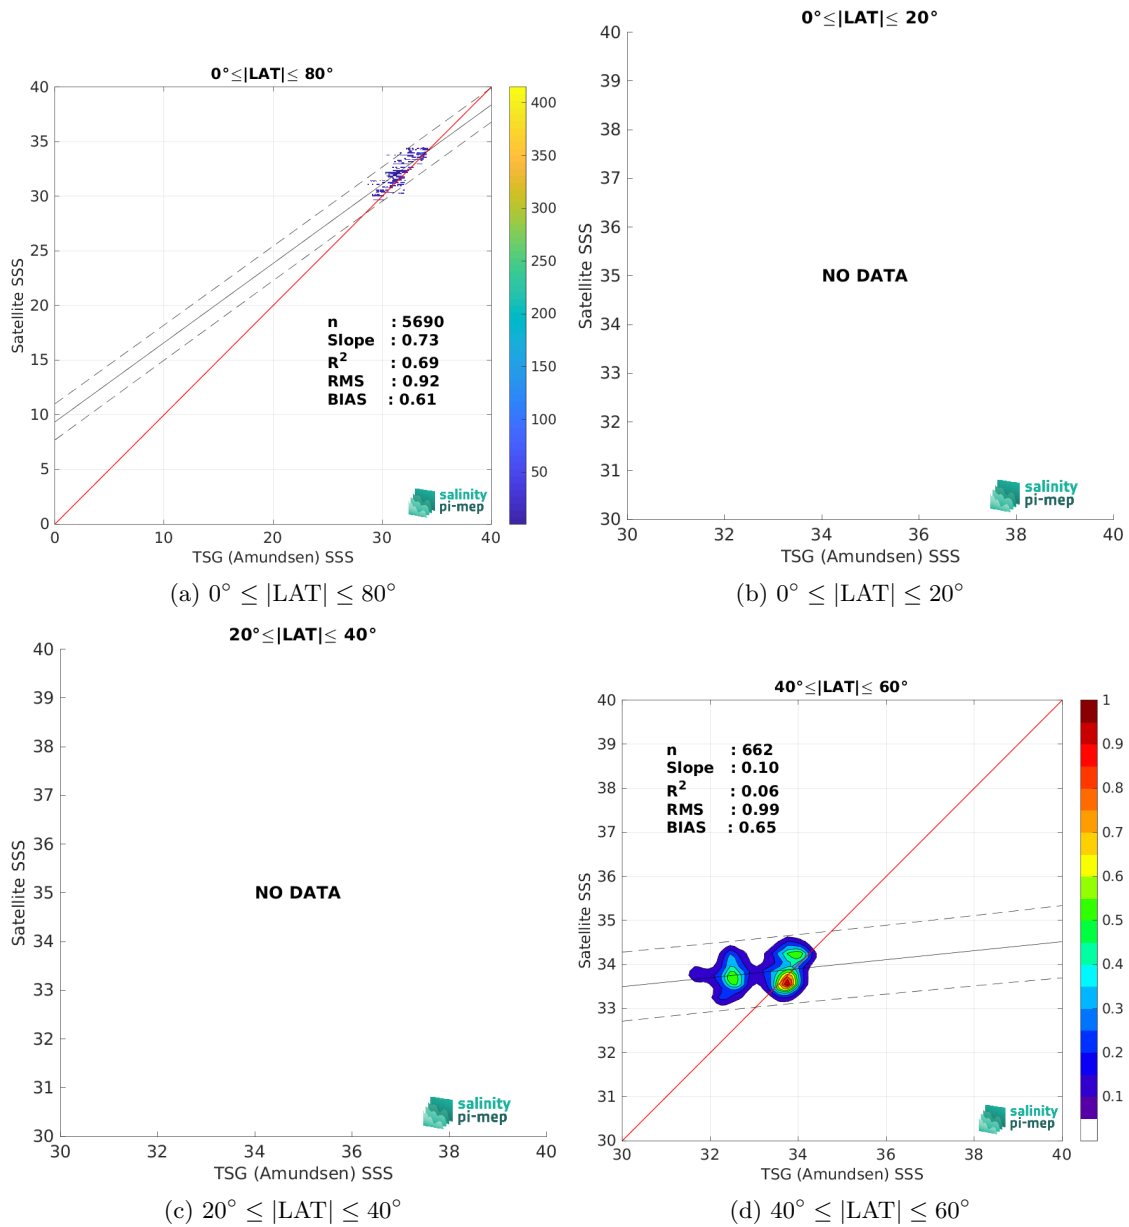 0°≤|LAT|≤ 80°
40
35
30
25
20
15
10
5
0
Satellite SSS
n : 5690
Slope : 0.73
R² : 0.69
RMS : 0.92
BIAS : 0.61
salinity
pi-mep
0 10 20 30 40
TSG (Amundsen) SSS
400
350
300
250
200
150
100
50
(a) 0° ≤ |LAT| ≤ 80°
0°≤|LAT|≤ 20°
40
39
38
37
36
35
34
33
32
31
30
Satellite SSS
NO DATA
salinity
pi-mep
30 32 34 36 38 40
TSG (Amundsen) SSS
(b) 0° ≤ |LAT| ≤ 20°
20°≤|LAT|≤ 40°
40
39
38
37
36
35
34
33
32
31
30
Satellite SSS
NO DATA
salinity
pi-mep
30 32 34 36 38 40
TSG (Amundsen) SSS
(c) 20° ≤ |LAT| ≤ 40°
40°≤|LAT|≤ 60°
40
39
38
37
36
35
34
33
32
31
30
Satellite SSS
n : 662
Slope : 0.10
R² : 0.06
RMS : 0.99
BIAS : 0.65
salinity
pi-mep
30 32 34 36 38 40
TSG (Amundsen) SSS
1
0.9
0.8
0.7
0.6
0.5
0.4
0.3
0.2
0.1
(d) 40° ≤ |LAT| ≤ 60°